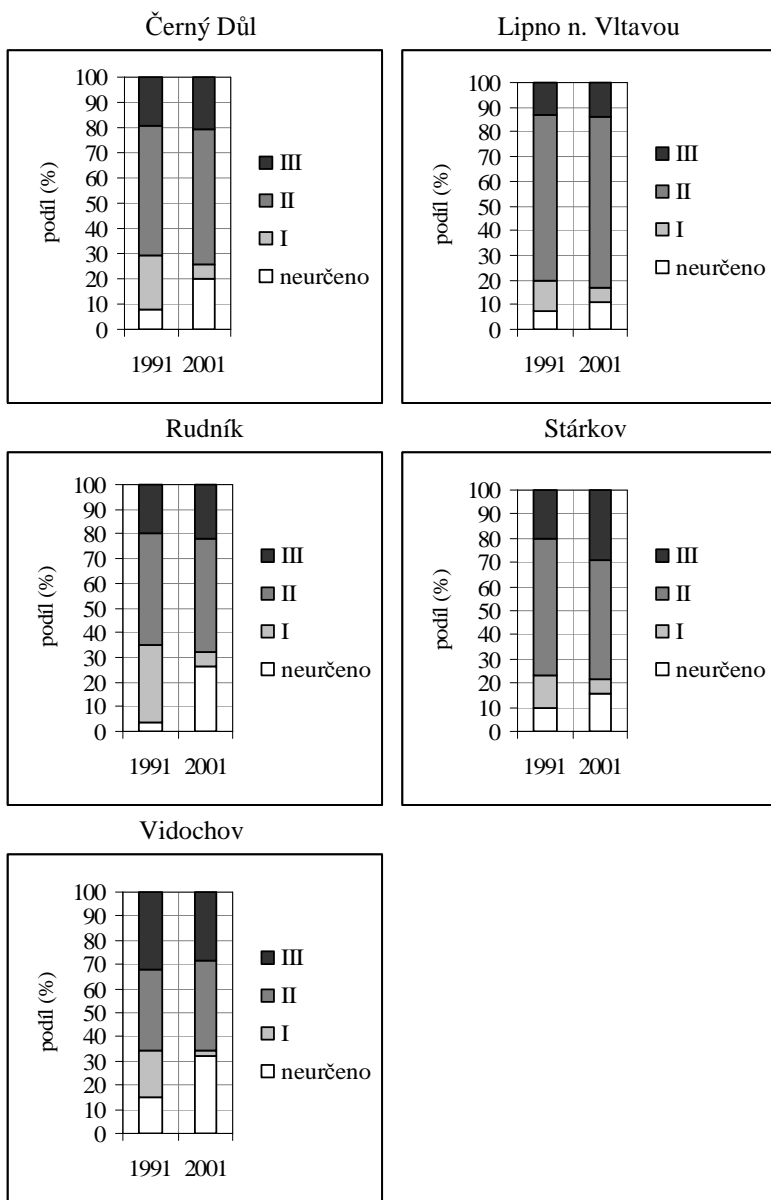 Černý Důl
100
90
80
70
60
50
40
30
20
10
0
podíl (%)
1991 2001
III
II
I
neurčeno
Lipno n. Vltavou
100
90
80
70
60
50
40
30
20
10
0
podíl (%)
1991 2001
III
II
I
neurčeno
Rudník
100
90
80
70
60
50
40
30
20
10
0
podíl (%)
1991 2001
III
II
I
neurčeno
Stárkov
100
90
80
70
60
50
40
30
20
10
0
podíl (%)
1991 2001
III
II
I
neurčeno
Vidochov
100
90
80
70
60
50
40
30
20
10
0
podíl (%)
1991 2001
III
II
I
neurčeno